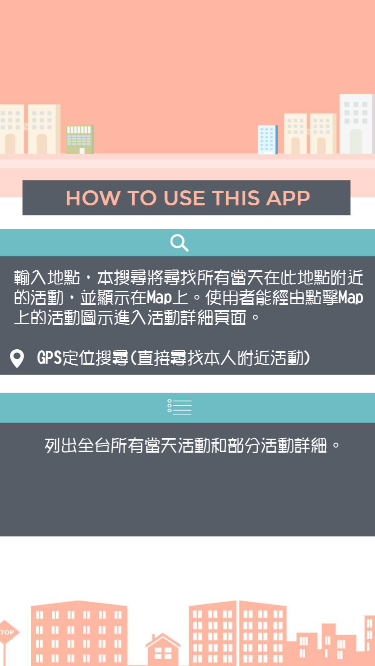 HOW TO USE THIS APP
輸入地點，本搜尋將尋找所有當天在此地點附近
的活動，並顯示在Map上。使用者能經由點擊Map
上的活動圖示進入活動詳細頁面。
GPS定位搜尋(直接尋找本人附近活動)
列出全台所有當天活動和部分活動詳細。
TOP